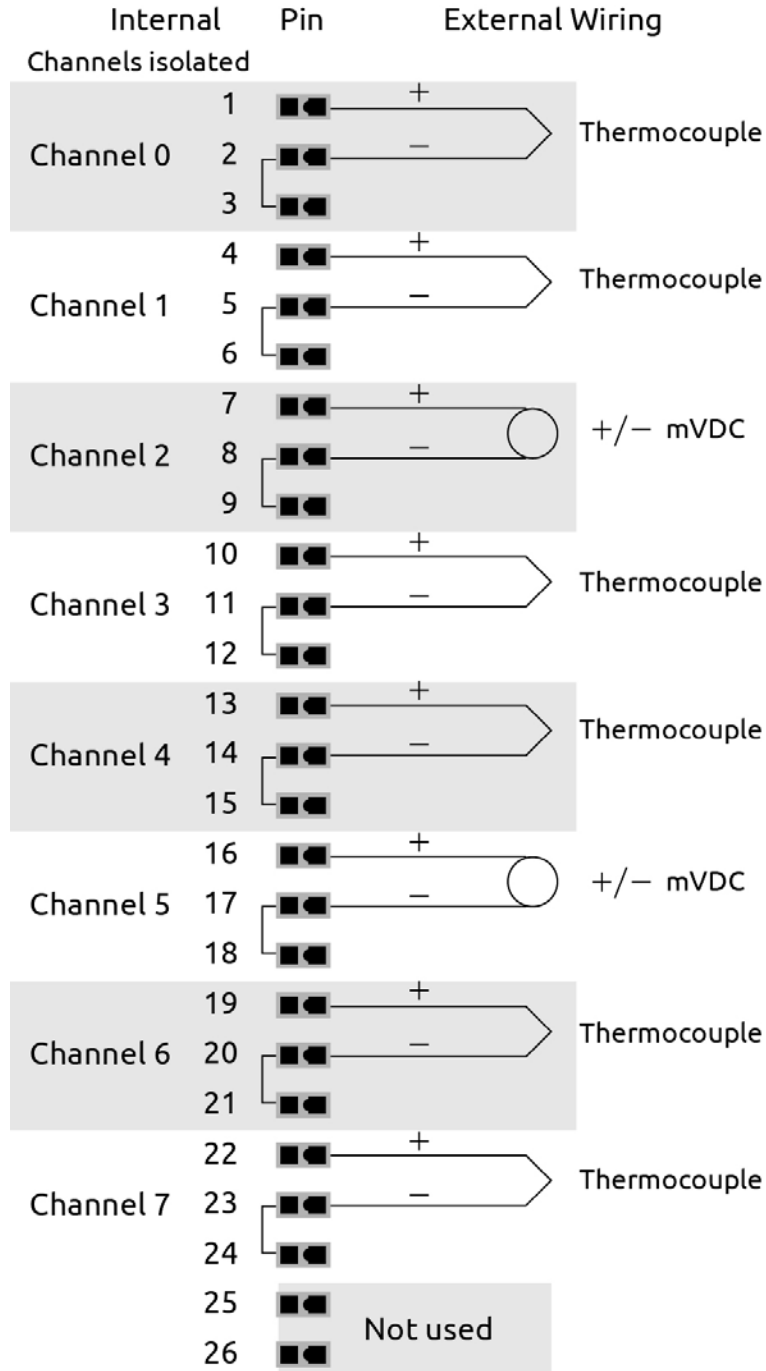 Internal Pin External Wiring
Channels isolated
1 +
Thermocouple
Channel 0 2 −
3
4 +
Thermocouple
Channel 1 5 −
6
7 +
+/− mVDC
Channel 2 8 −
9
10 +
Thermocouple
Channel 3 11 −
12
13 +
Thermocouple
Channel 4 14 −
15
16 +
+/− mVDC
Channel 5 17 −
18
19 +
Thermocouple
Channel 6 20 −
21
22 +
Thermocouple
Channel 7 23 −
24
25
Not used
26